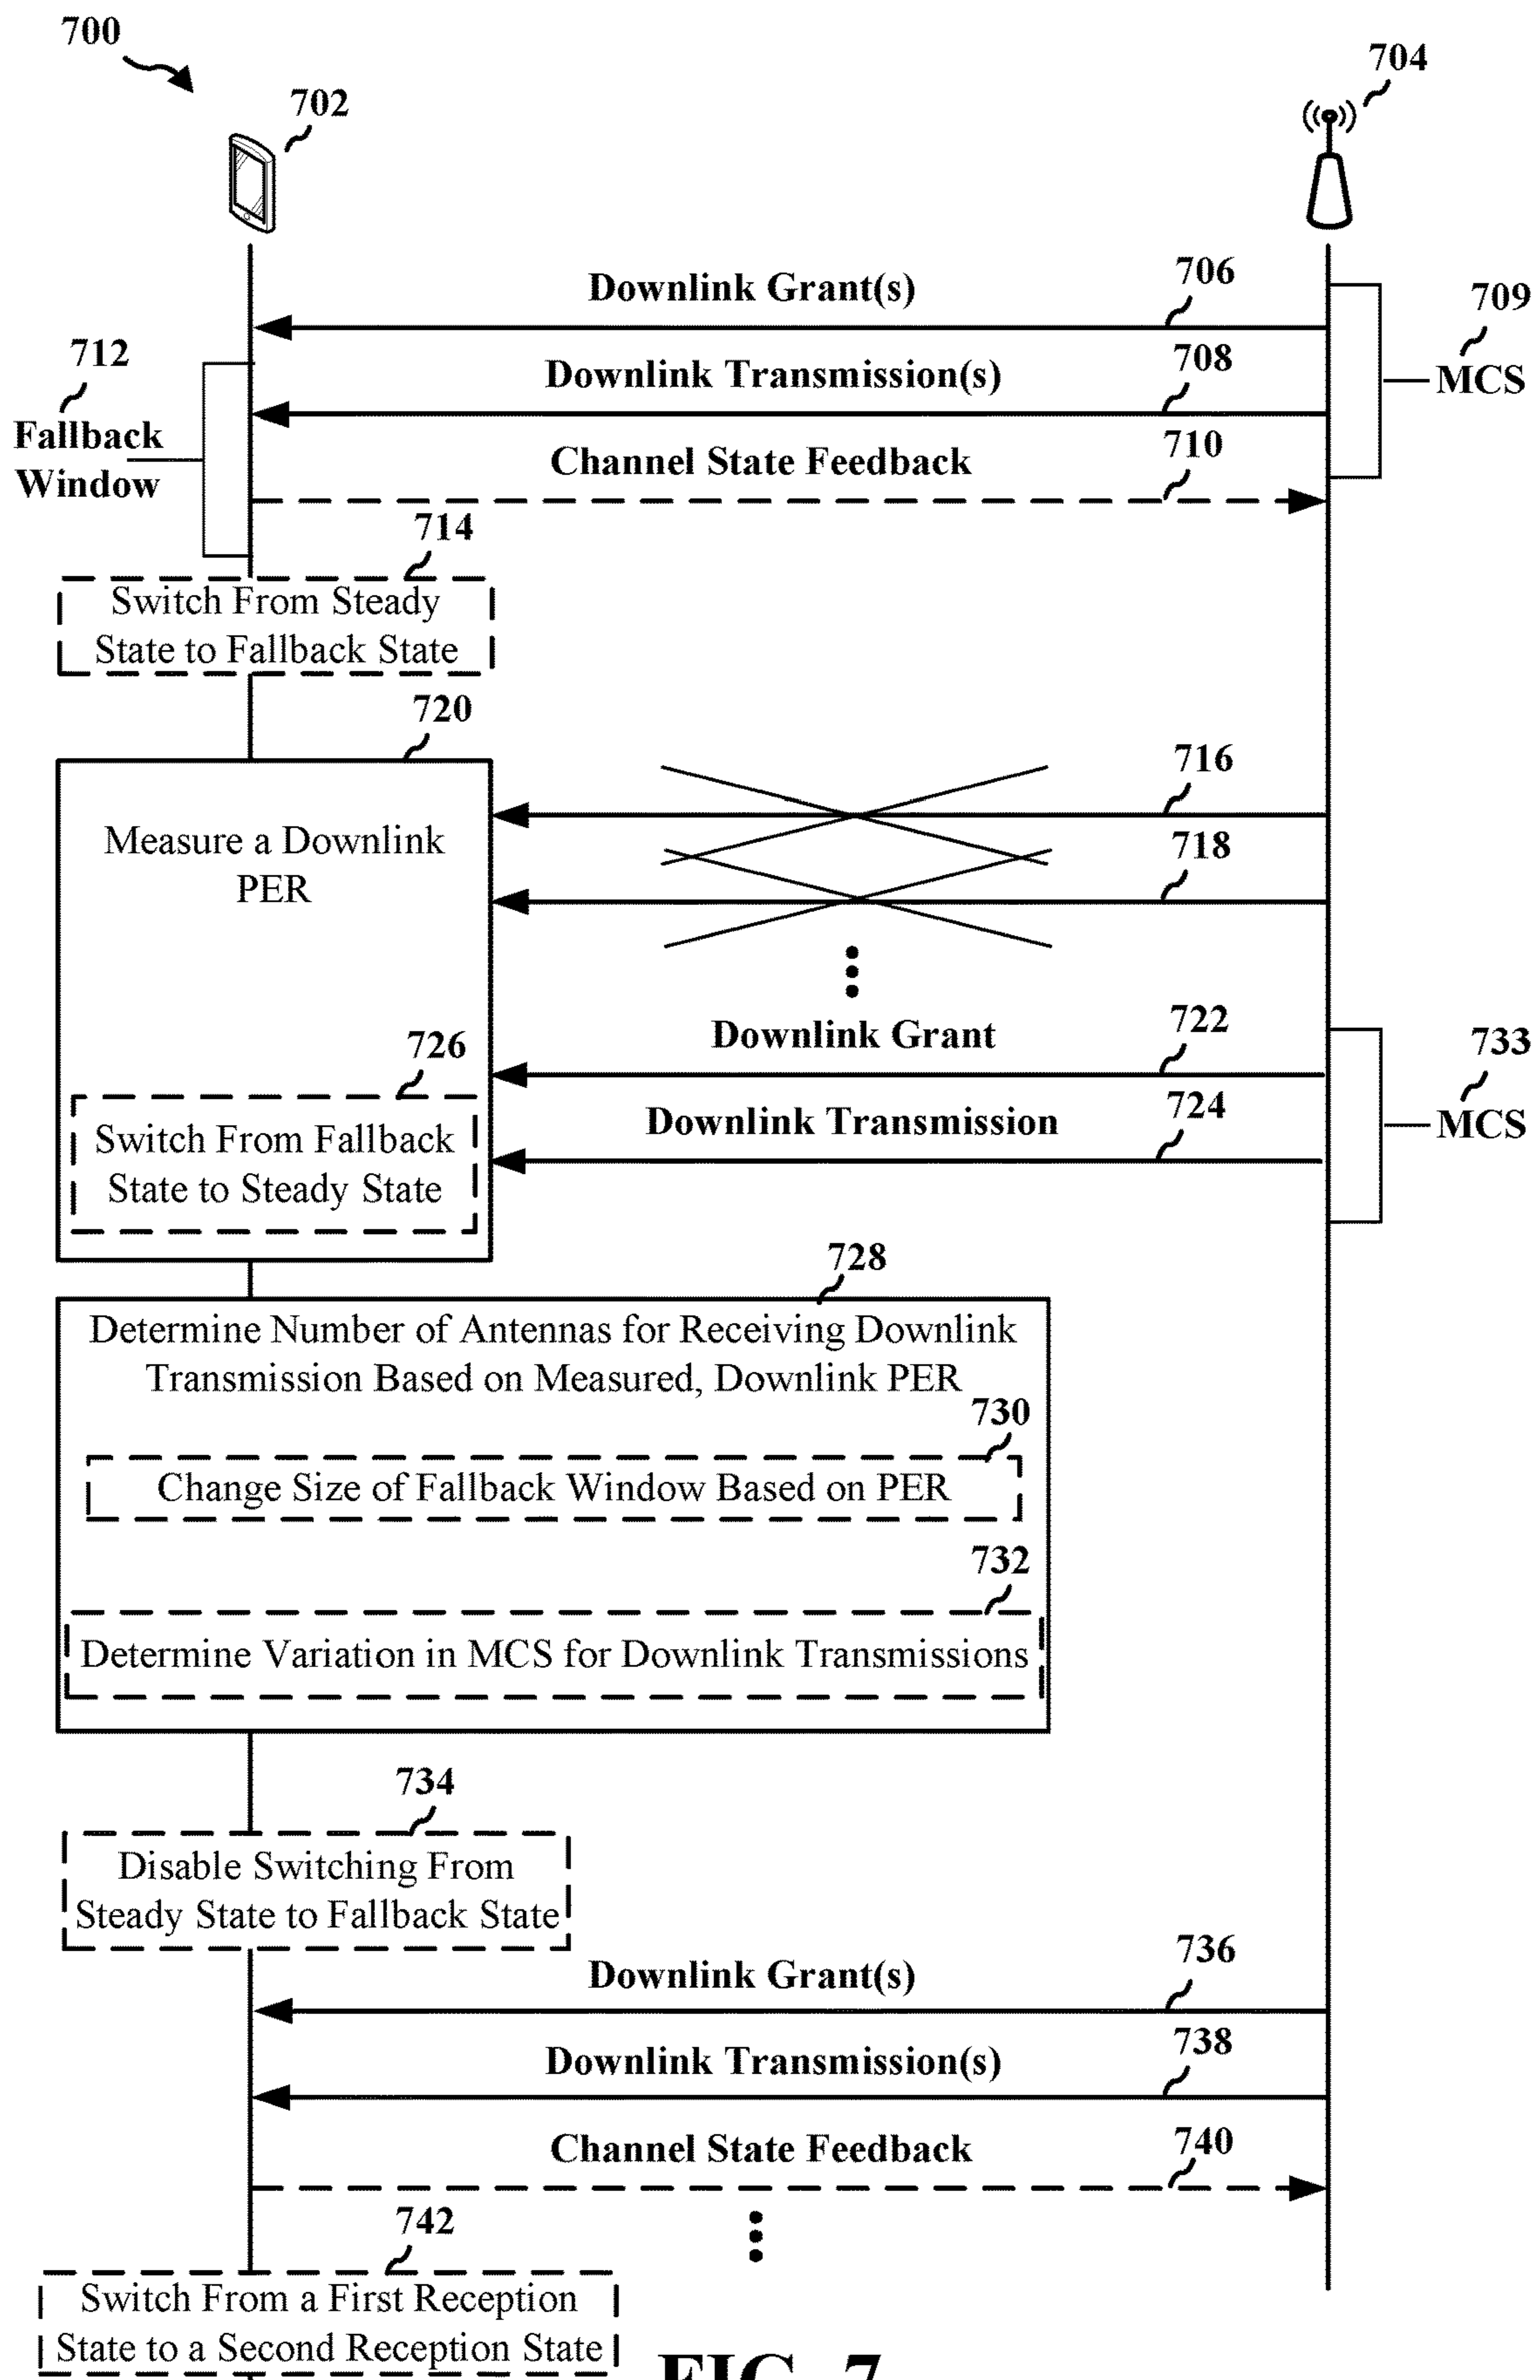 700
702
704
Downlink Grant(s)
706
709
MCS
712
Fallback
Window
Downlink Transmission(s)
708
Channel State Feedback
710
714
Switch From Steady
State to Fallback State
720
Measure a Downlink
PER
716
718
Downlink Grant
722
733
MCS
726
Downlink Transmission
724
Switch From Fallback
State to Steady State
728
Determine Number of Antennas for Receiving Downlink
Transmission Based on Measured, Downlink PER
730
Change Size of Fallback Window Based on PER
732
Determine Variation in MCS for Downlink Transmissions
734
Disable Switching From
Steady State to Fallback State
Downlink Grant(s)
736
Downlink Transmission(s)
738
Channel State Feedback
740
742
Switch From a First Reception
State to a Second Reception State
FIG. 7